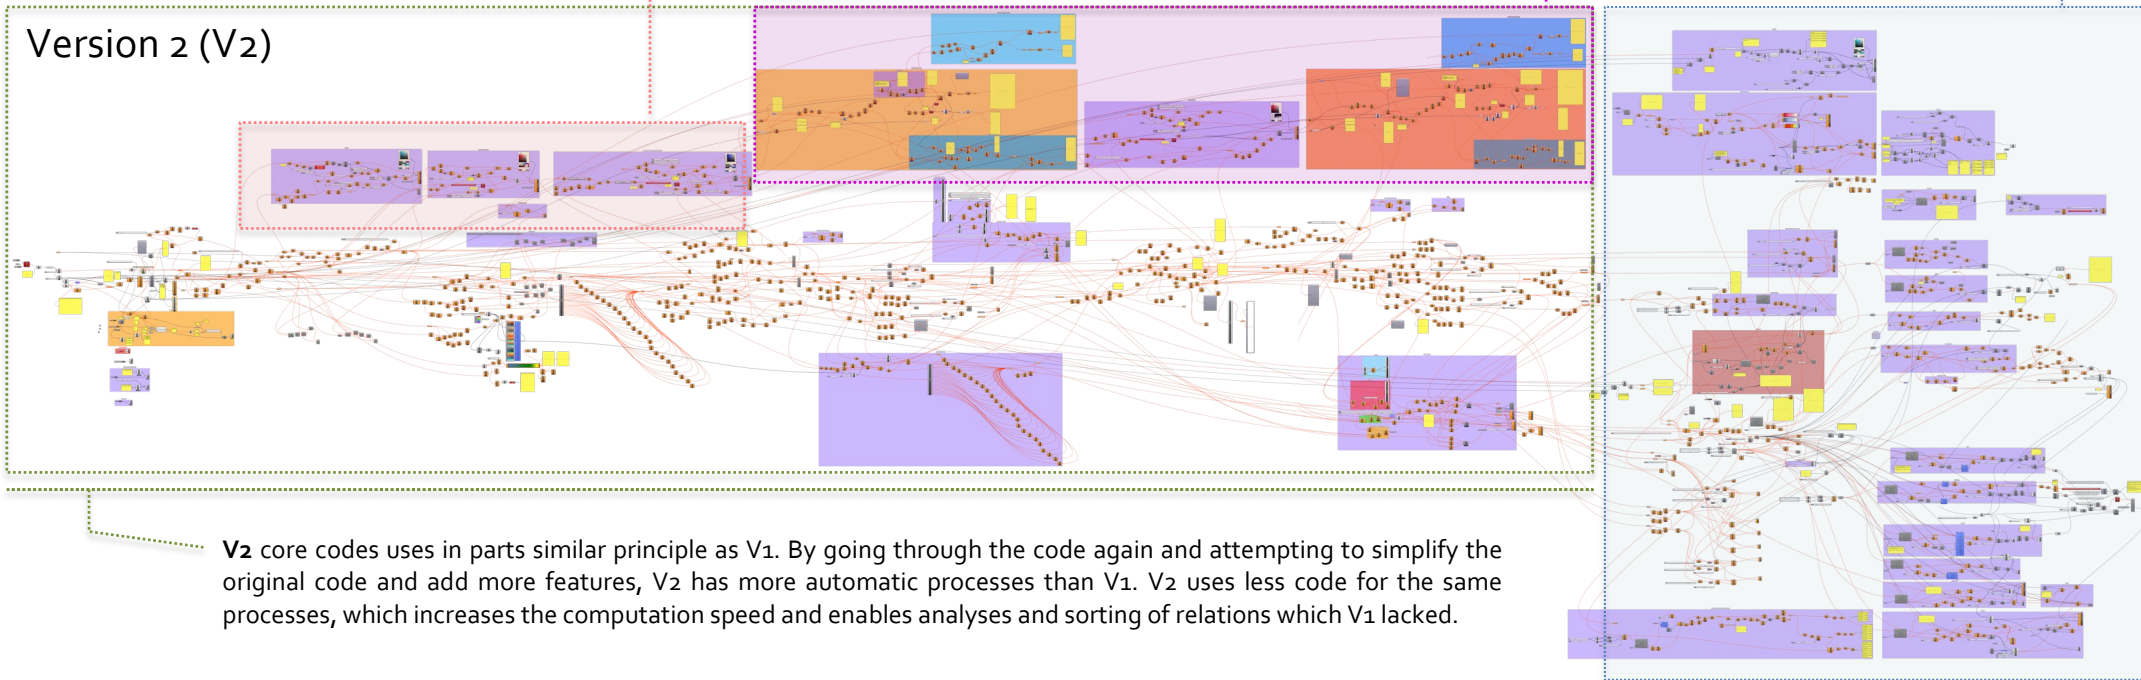 Version 2 (V2)
V2 core codes uses in parts similar principle as V1. By going through the code again and attempting to simplify the
original code and add more features, V2 has more automatic processes than V1. V2 uses less code for the same
processes, which increases the computation speed and enables analyses and sorting of relations which V1 lacked.